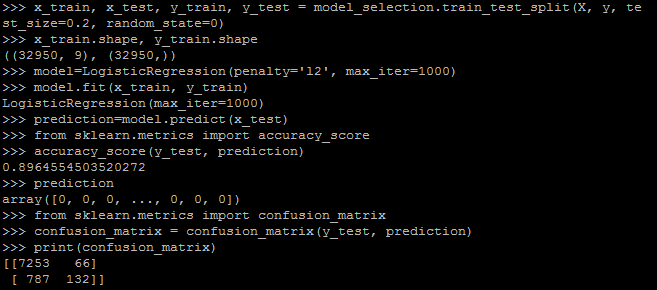 >>> x_train, x_test, y_train, y_test = model_selection.train_test_split(X, y, te
st_size=0.2, random_state=0)
>>> x_train.shape, y_train.shape
((32950, 9), (32950,))
>>> model=LogisticRegression(penalty='l2', max_iter=1000)
>>> model.fit(x_train, y_train)
LogisticRegression(max_iter=1000)
>>> prediction=model.predict(x_test)
>>> from sklearn.metrics import accuracy_score
>>> accuracy_score(y_test, prediction)
0.8964554503520272
>>> prediction
array([0, 0, 0, ..., 0, 0, 0])
>>> from sklearn.metrics import confusion_matrix
>>> confusion_matrix = confusion_matrix(y_test, prediction)
>>> print(confusion_matrix)
[[7253   66]
 [ 787  132]]